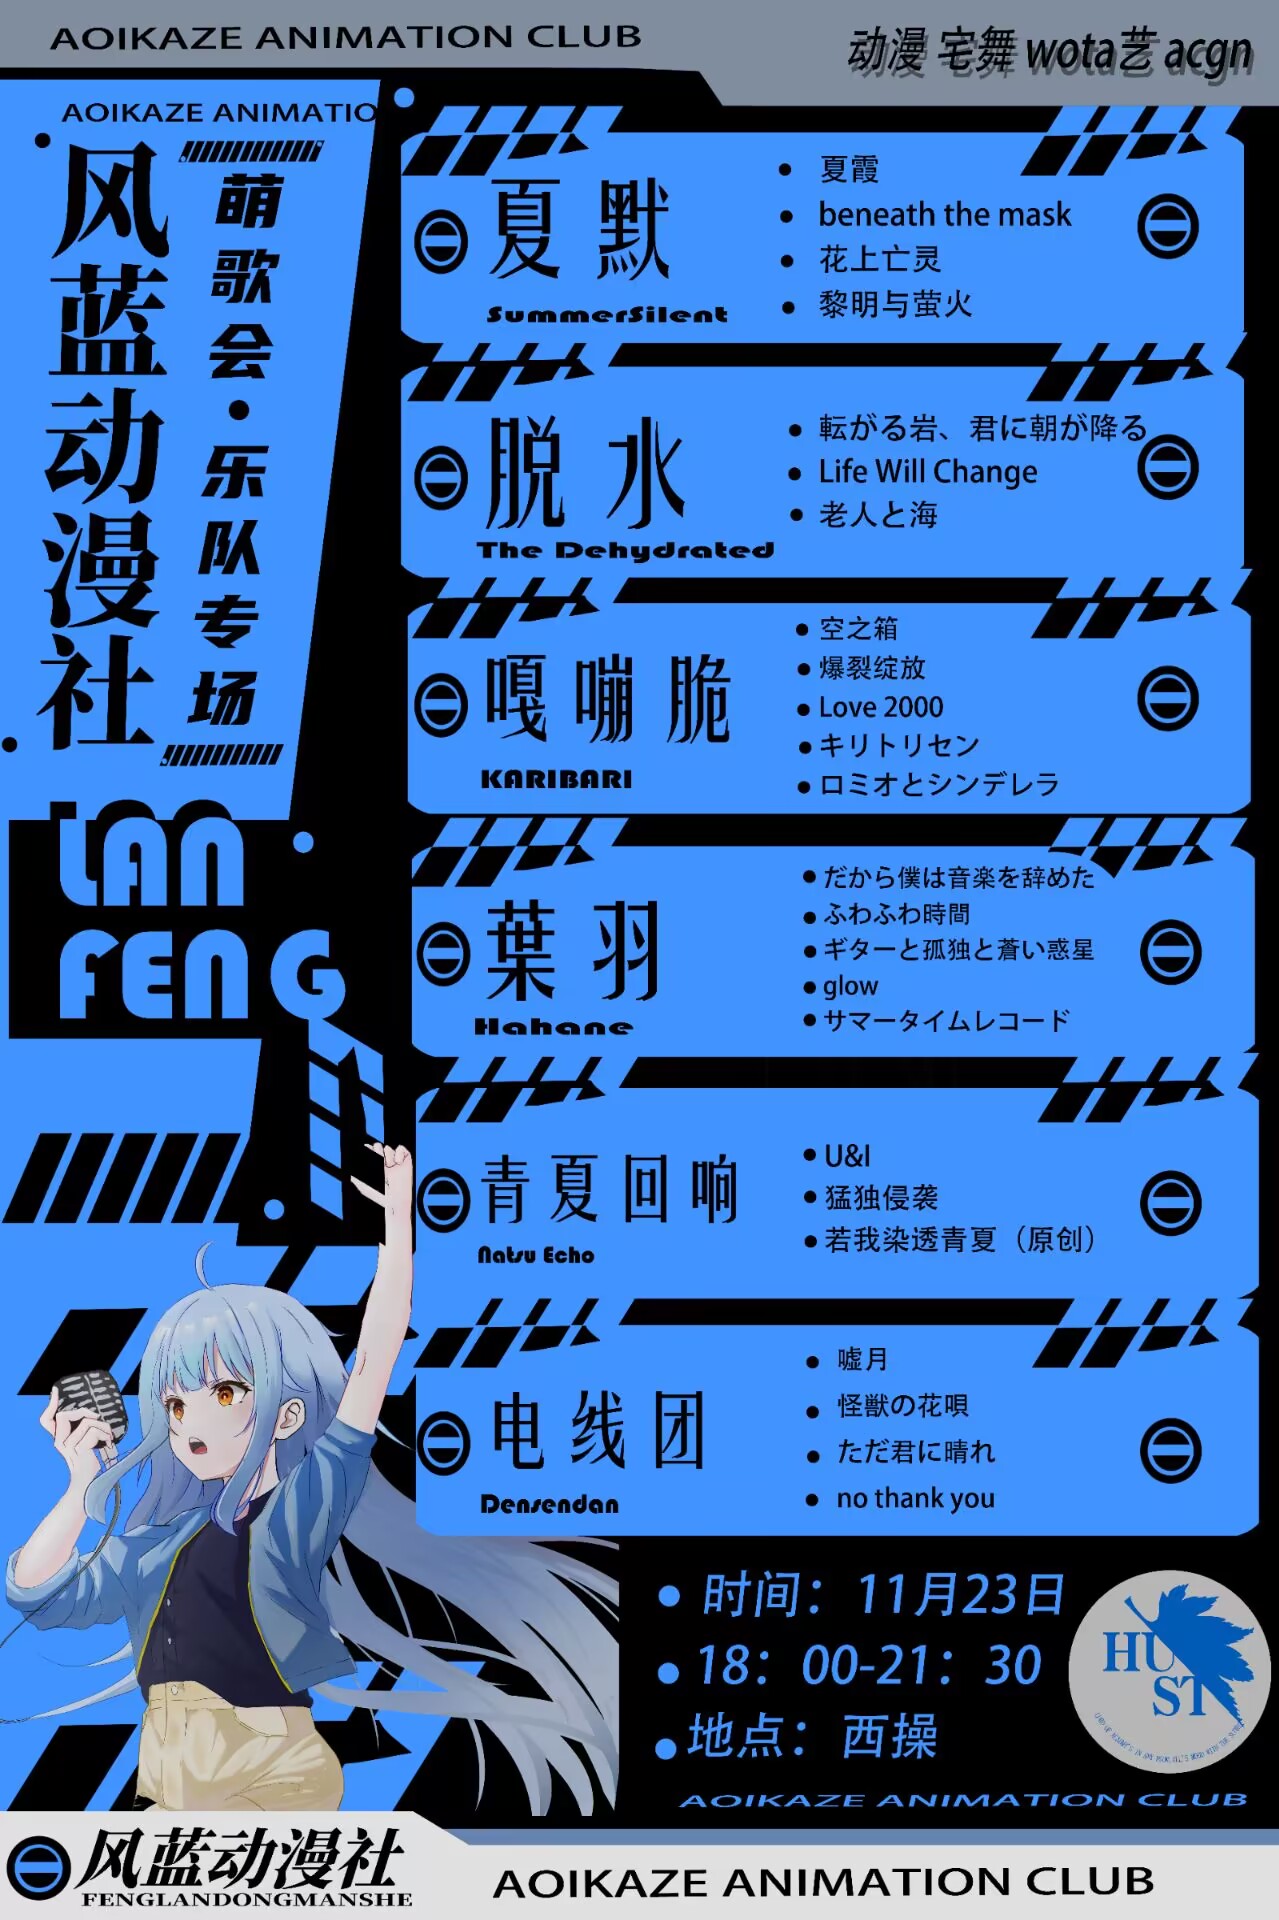 AOIKAZE ANIMATION CLUB
动漫 宅舞 wota艺 acgn
AOIKAZE ANIMATIO
风蓝动漫社
萌歌会·乐队专场
LAN
FENG
夏默
SummerSilent
夏霞
beneath the mask
花上亡灵
黎明与萤火
脱水
The Dehydrated
転がる岩、君に朝が降る
Life Will Change
老人と海
嘎嘣脆
KARIBARI
空之箱
爆裂绽放
Love 2000
キリトリセン
ロミオとシンデレラ
葉羽
Hahane
だから僕は音楽を辞めた
ふわふわ時間
ギターと孤独と蒼い惑星
glow
サマータイムレコード
青夏回响
Natsu Echo
U&I
猛独侵袭
若我染透青夏（原创）
电线团
Densendan
嘘月
怪獣の花唄
ただ君に晴れ
no thank you
时间：11月23日
18：00-21：30
地点：西操
HUST
AOIKAZE ANIMATION CLUB
风蓝动漫社
FENGLANDONGMANSHE
AOIKAZE ANIMATION CLUB